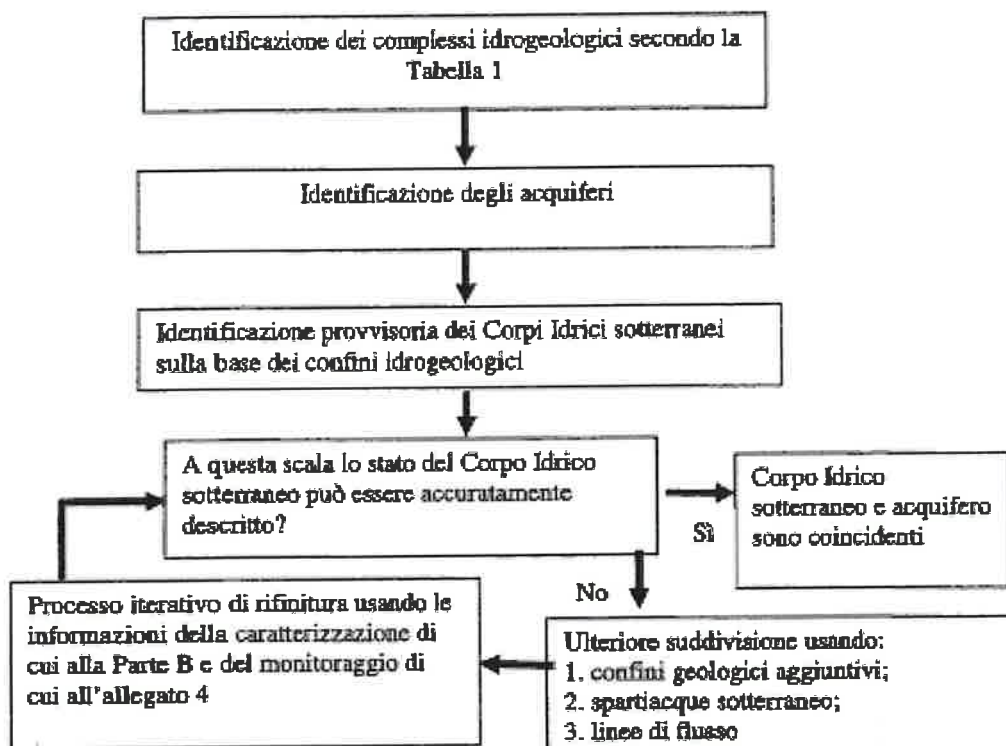 Identificazione dei complessi idrogeologici secondo la
Tabella 1
Identificazione degli acquiferi
Identificazione provvisoria dei Corpi Idrici sotterranei
sulla base dei confini idrogeologici
A questa scala lo stato del Corpo Idrico
sotterraneo può essere accuratamente
descritto?
Sì
Corpo Idrico
sotterraneo e acquifero
sono coincidenti
No
Ulteriore suddivisione usando:
1. confini geologici aggiuntivi;
2. spartiacque sotterraneo;
3. linee di flusso
Processo iterativo di rifinitura usando le
informazioni della caratterizzazione di
cui alla Parte B e del monitoraggio di
cui all'allegato 4